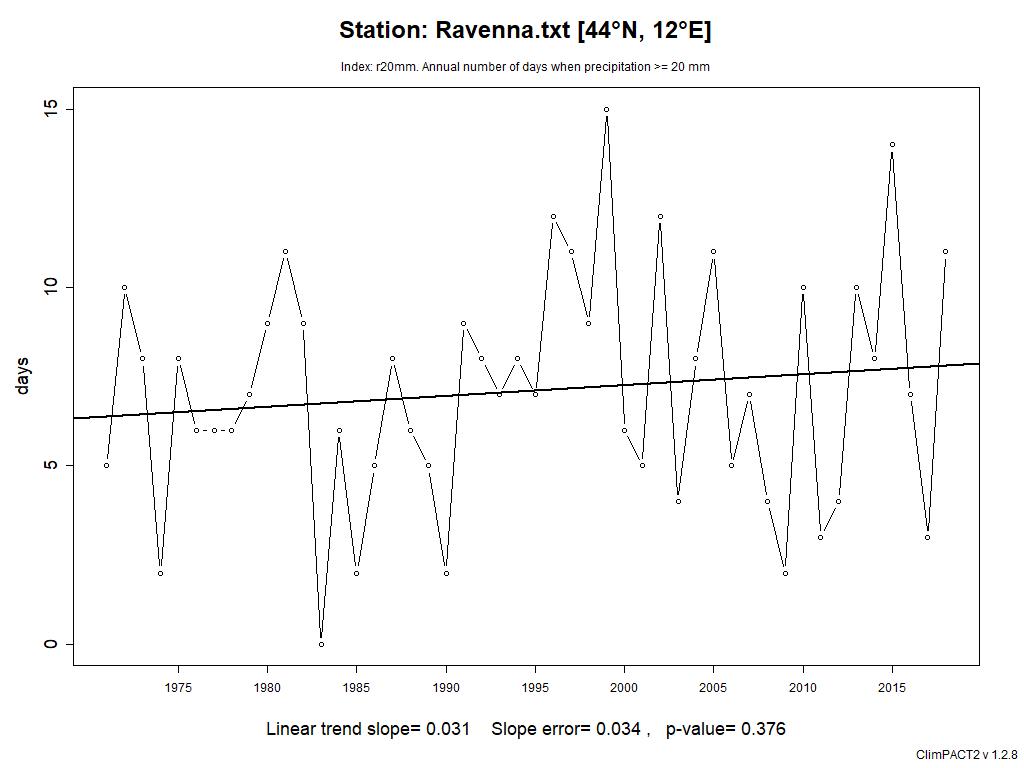 Station: Ravenna.txt [44°N, 12°E]
Index: r20mm. Annual number of days when precipitation >= 20 mm
days
15
10
5
0
1975 1980 1985 1990 1995 2000 2005 2010 2015
Linear trend slope= 0.031 Slope error= 0.034 , p-value= 0.376
ClimPACT2 v 1.2.8